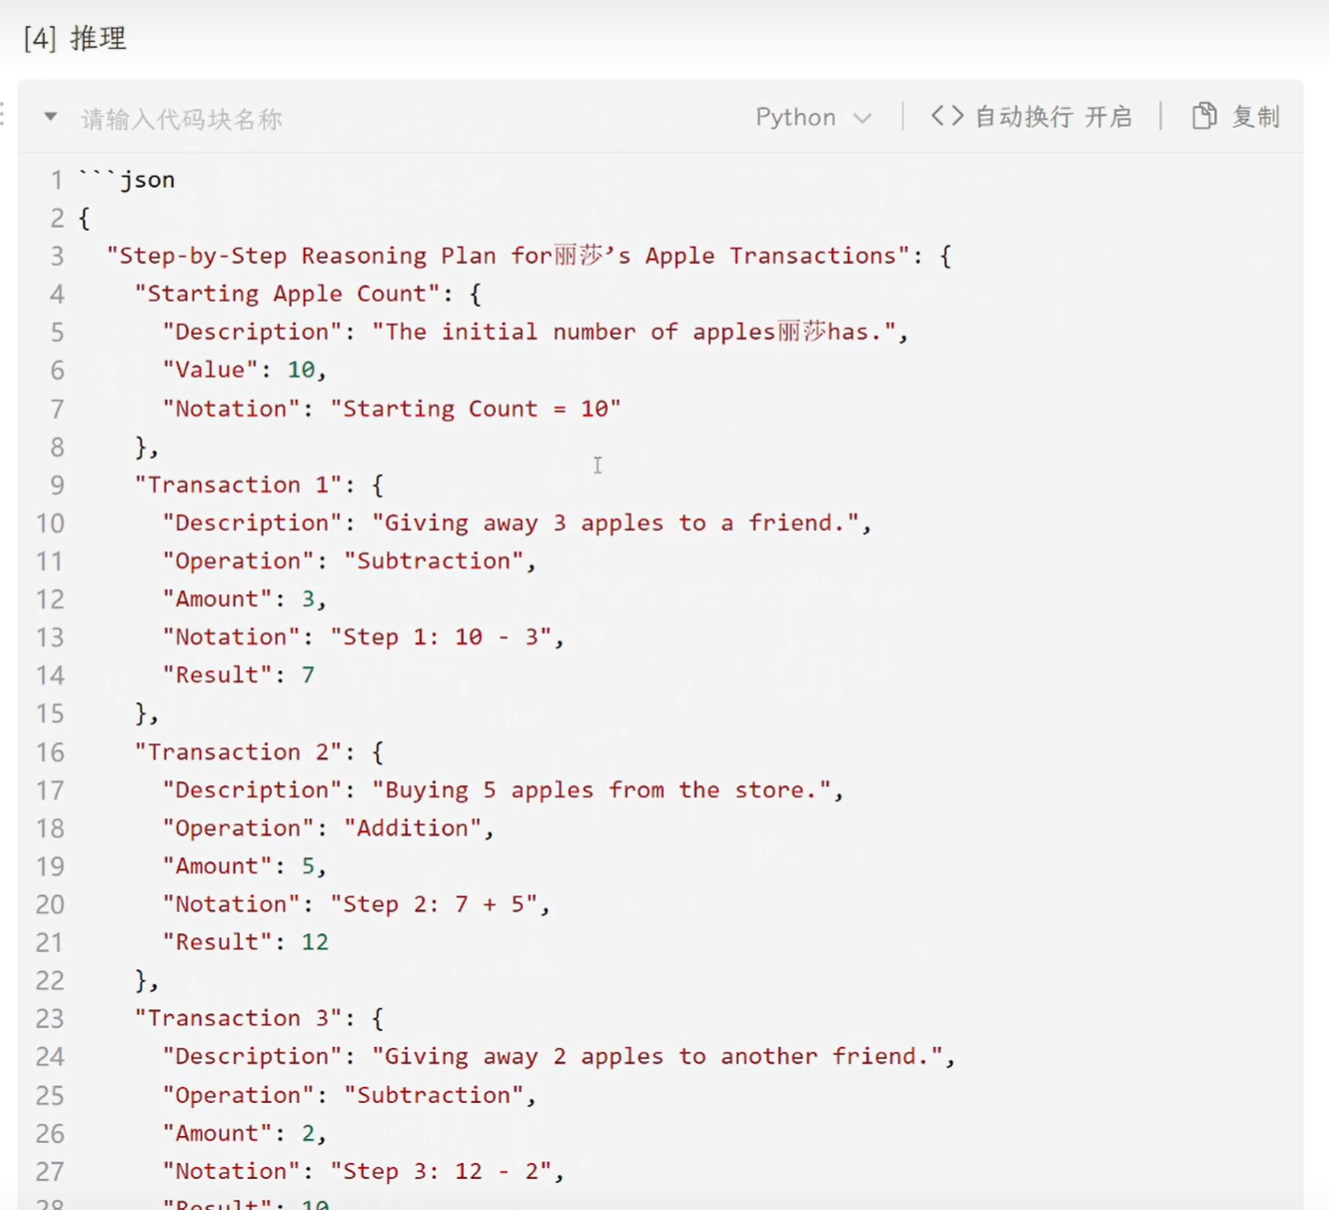 [4] 推理
请输入代码块名称 Python 自动换行 开启 复制
1 ```json
2 {
3 "Step-by-Step Reasoning Plan for丽莎’s Apple Transactions": {
4 "Starting Apple Count": {
5 "Description": "The initial number of apples丽莎has.",
6 "Value": 10,
7 "Notation": "Starting Count = 10"
8 },
9 "Transaction 1": {
10 "Description": "Giving away 3 apples to a friend.",
11 "Operation": "Subtraction",
12 "Amount": 3,
13 "Notation": "Step 1: 10 - 3",
14 "Result": 7
15 },
16 "Transaction 2": {
17 "Description": "Buying 5 apples from the store.",
18 "Operation": "Addition",
19 "Amount": 5,
20 "Notation": "Step 2: 7 + 5",
21 "Result": 12
22 },
23 "Transaction 3": {
24 "Description": "Giving away 2 apples to another friend.",
25 "Operation": "Subtraction",
26 "Amount": 2,
27 "Notation": "Step 3: 12 - 2",
28 "Result": 10